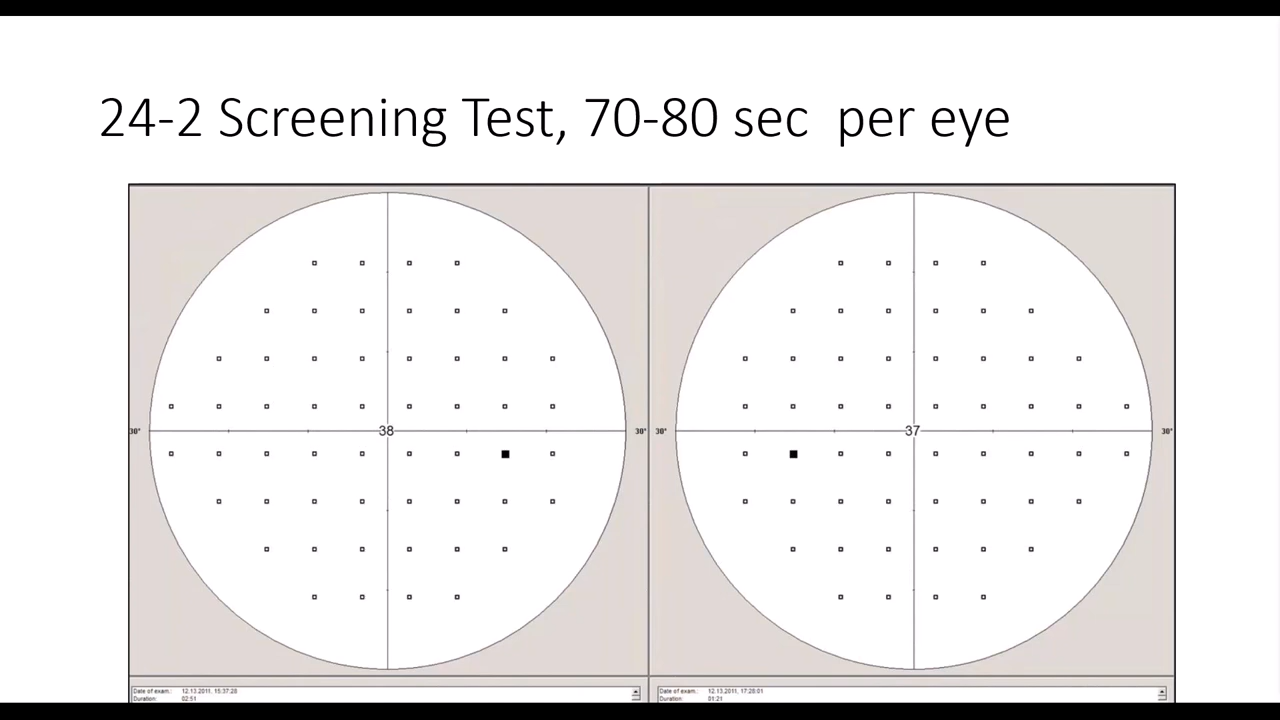 24-2 Screening Test, 70-80 sec per eye
30° 38 30° 30° 37 30°
Date of exam.: 12.13.2011, 15:37:28 Date of exam.: 12.13.2011, 17:20:01
Duration: 02:51 Duration: 01:21